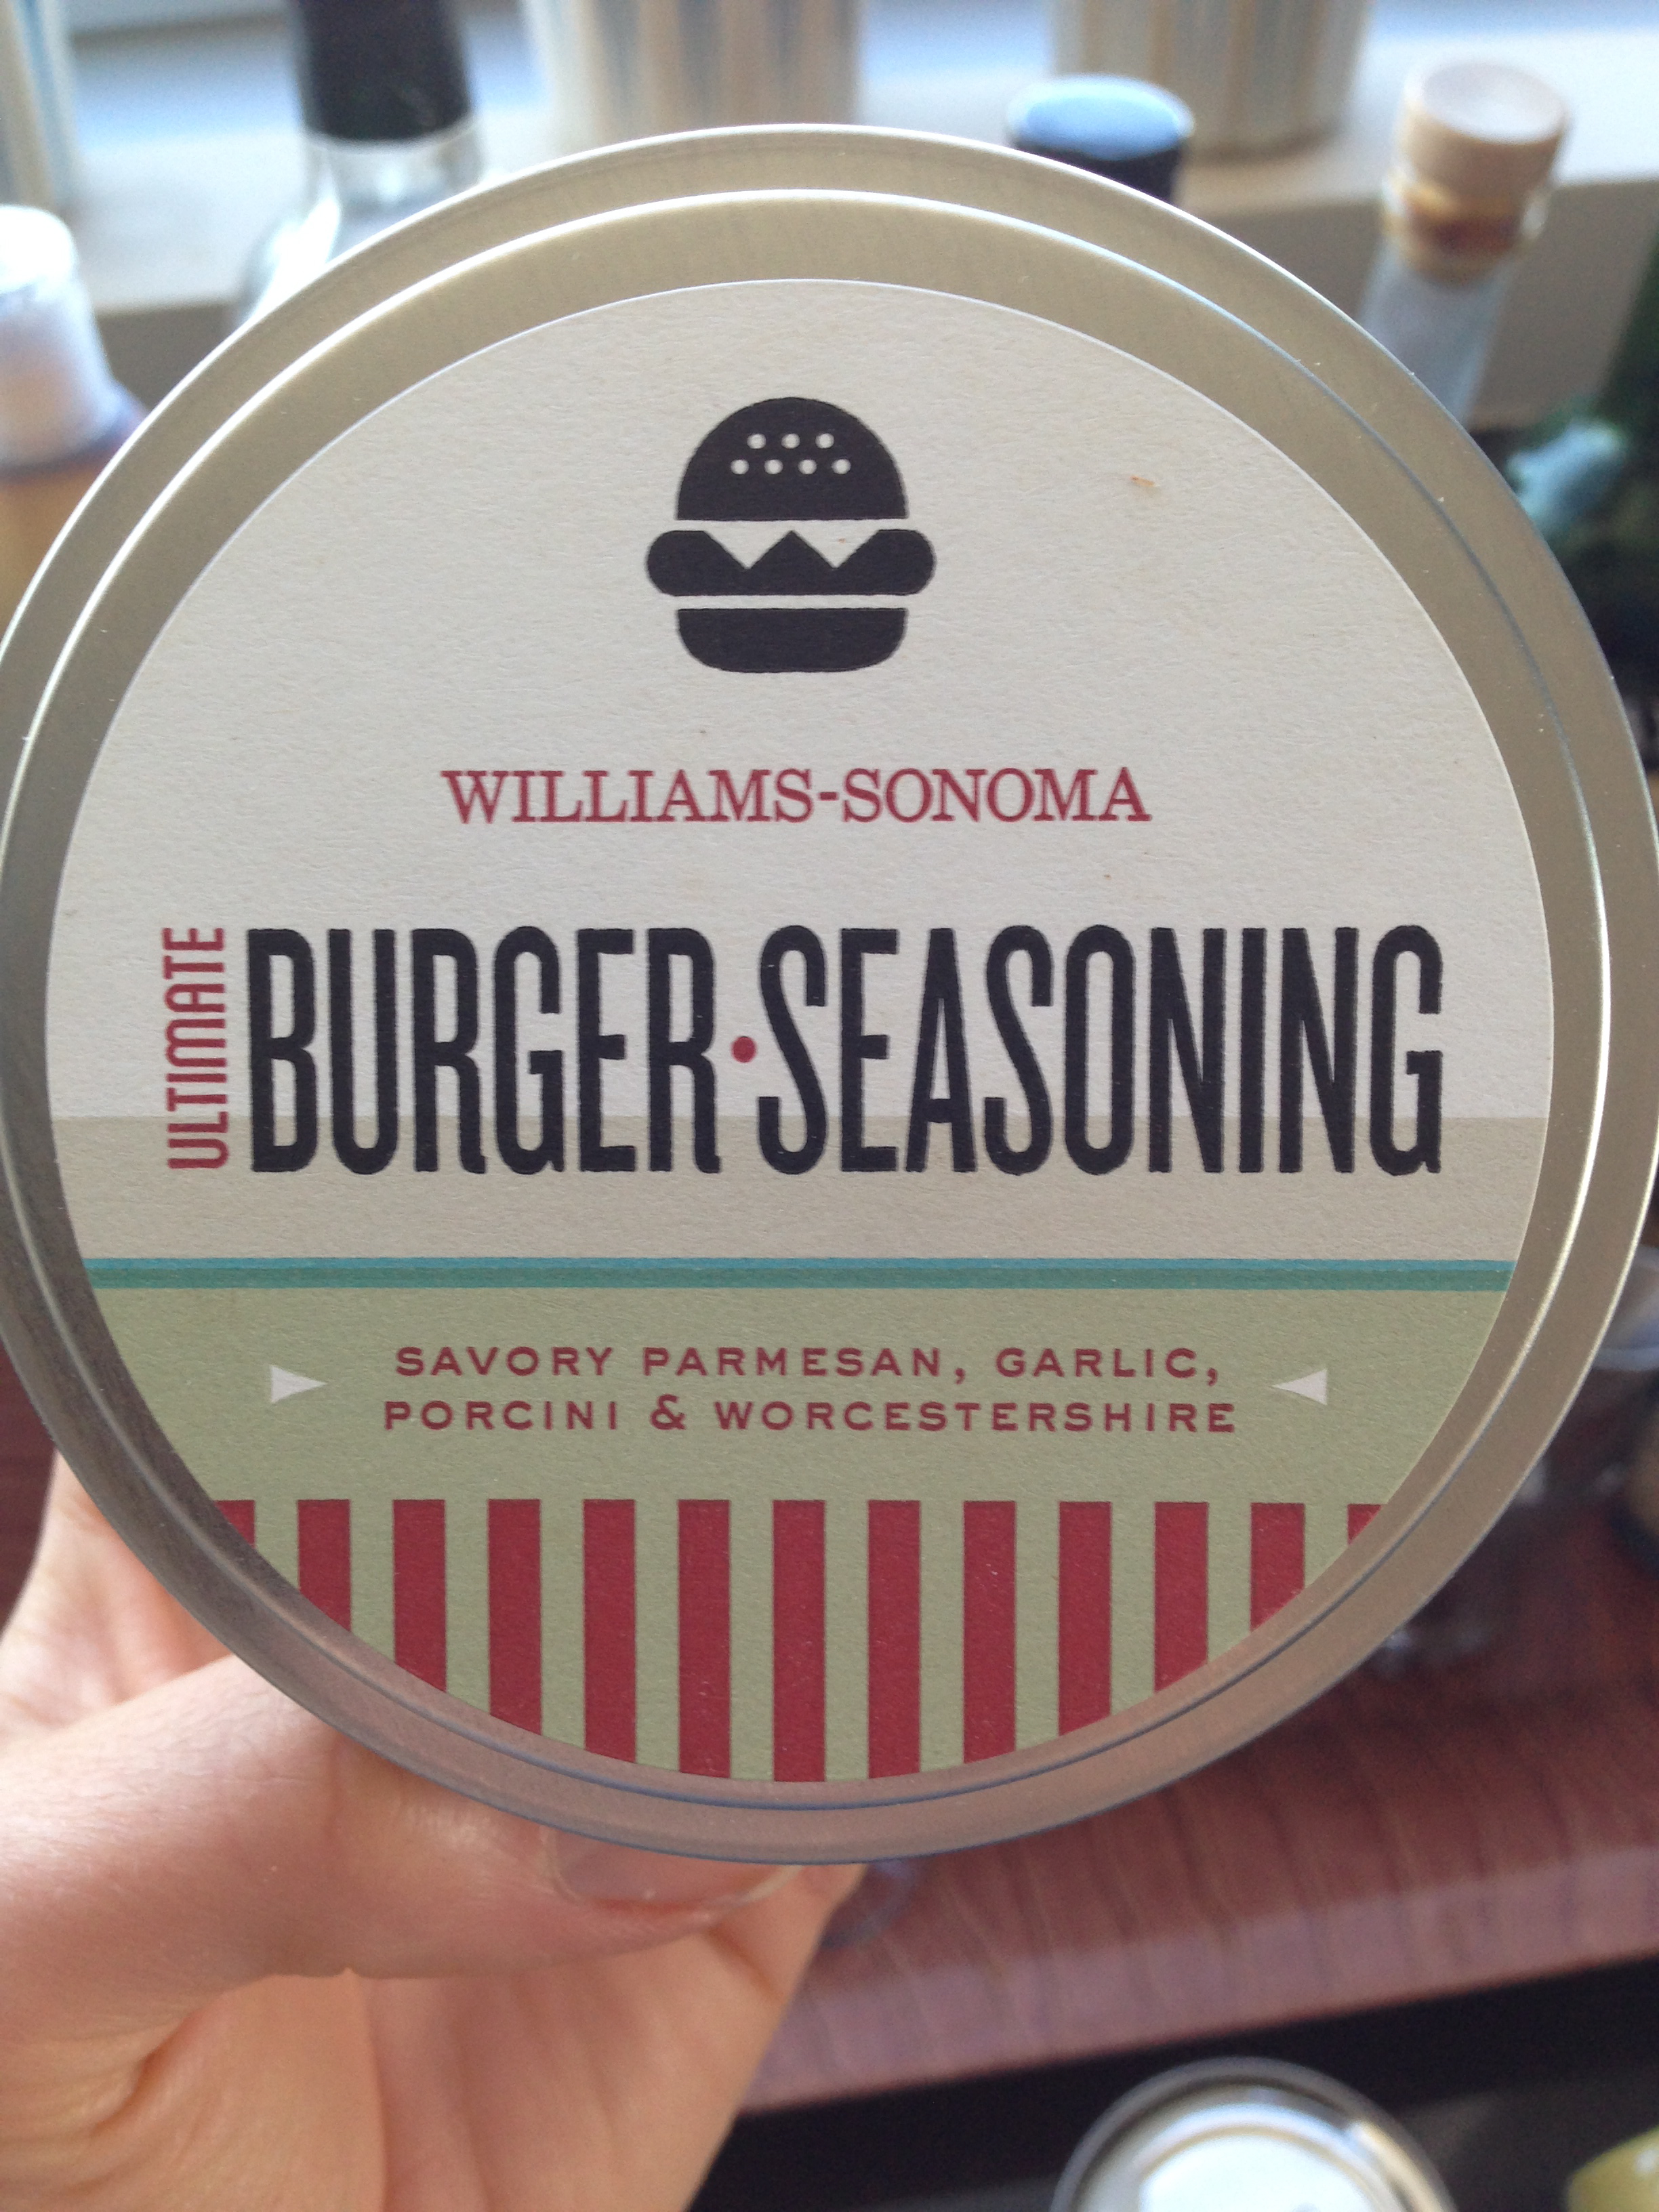 WILLIAMS-SONOMA
ULTIMATE
BURGER•SEASONING
SAVORY PARMESAN, GARLIC,
PORCINI & WORCESTERSHIRE